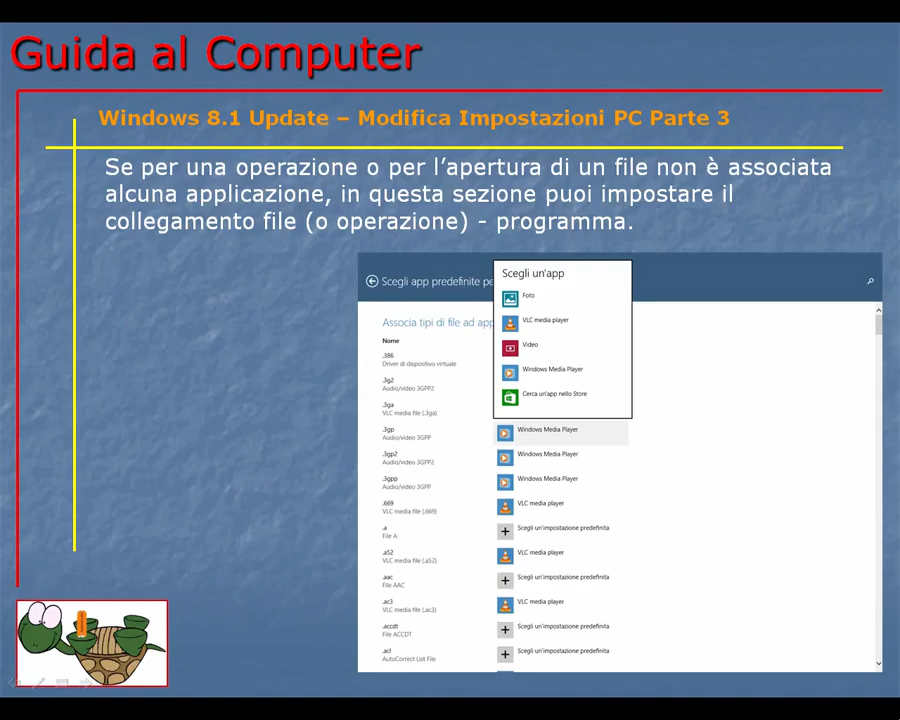 Guida al Computer
Windows 8.1 Update – Modifica Impostazioni PC Parte 3
Se per una operazione o per l’apertura di un file non è associata
alcuna applicazione, in questa sezione puoi impostare il
collegamento file (o operazione) - programma.
Scegli app predefinite pe
Scegli un'app
Foto
VLC media player
Video
Windows Media Player
Cerca un'app nello Store
Associa tipi di file ad app
Nome
.386
Driver di dispositivo virtuale
.3g2
Audio/video 3GPP2
.3ga
VLC media file (.3ga)
.3gp
Audio/video 3GPP
Windows Media Player
.3gp2
Audio/video 3GPP2
Windows Media Player
.3gpp
Audio/video 3GPP
Windows Media Player
.669
VLC media file (.669)
VLC media player
.a
File A
Scegli un'impostazione predefinita
.a52
VLC media file (.a52)
VLC media player
.aac
File AAC
Scegli un'impostazione predefinita
.ac3
VLC media file (.ac3)
VLC media player
.accdt
File ACCDT
Scegli un'impostazione predefinita
.acl
AutoCorrect List File
Scegli un'impostazione predefinita